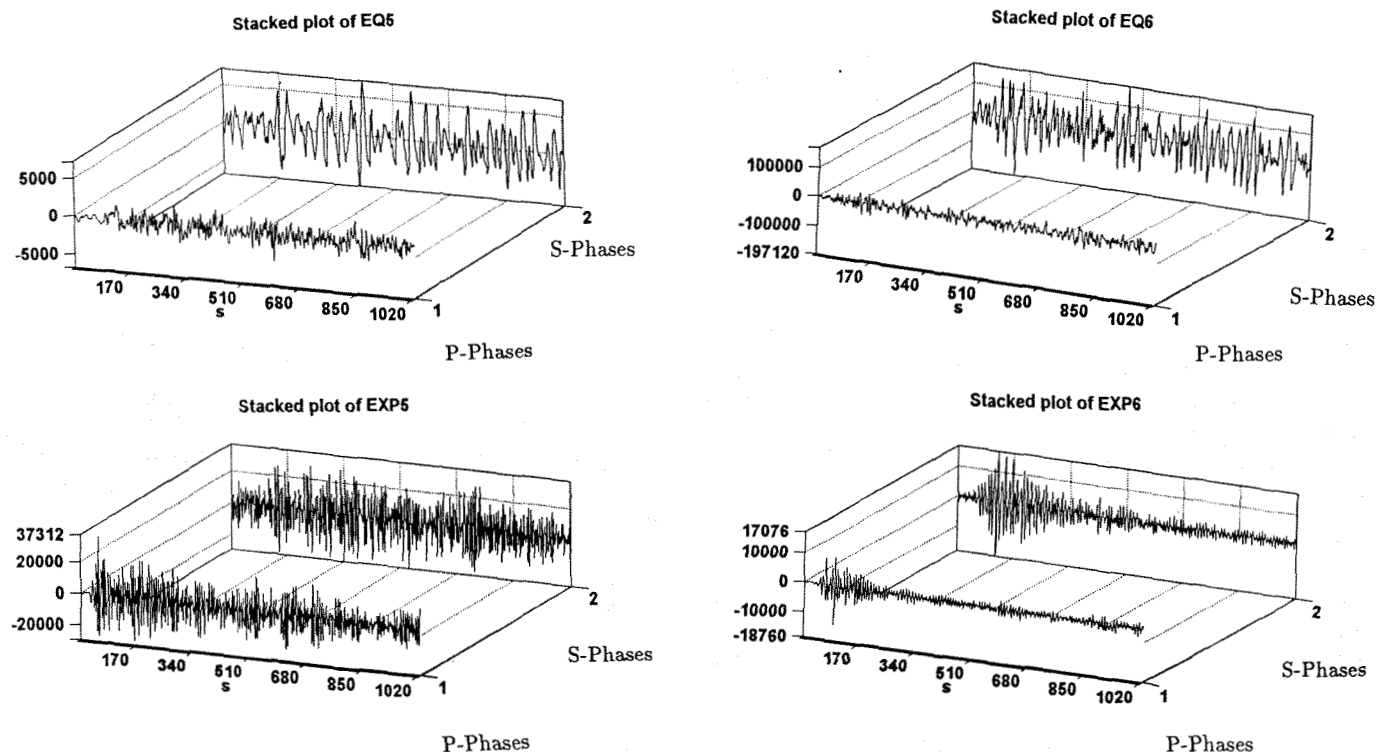 Stacked plot of EQ5
5000
0
-5000
170 340 510 680 850 1020
s
1
2
S-Phases
P-Phases
Stacked plot of EQ6
100000
0
-100000
-197120
170 340 510 680 850 1020
s
1
2
S-Phases
P-Phases
Stacked plot of EXP5
37312
20000
0
-20000
170 340 510 680 850 1020
s
1
2
S-Phases
P-Phases
Stacked plot of EXP6
17076
10000
0
-10000
-18760
170 340 510 680 850 1020
s
1
2
S-Phases
P-Phases